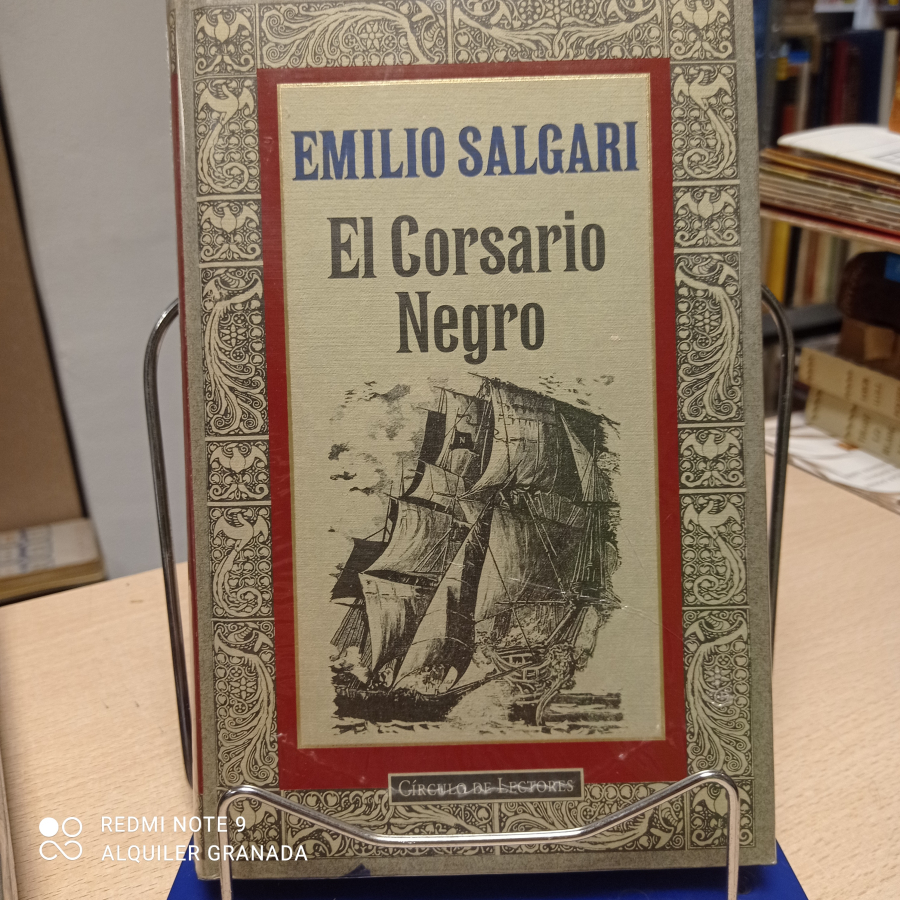 EMILIO SALGARI
El Corsario
Negro
N
CÍRCULO DE LECTORES
REDMI NOTE 9
ALQUILER GRANADA